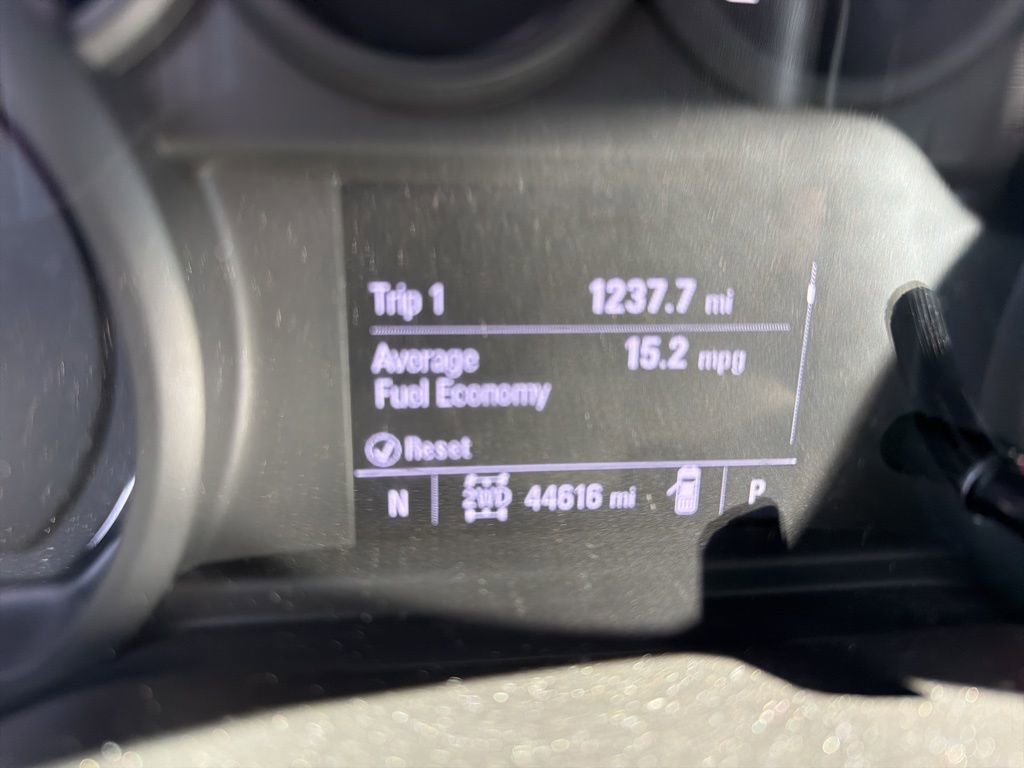 Trip 1 1237.7 mi
Average 15.2 mpg
Fuel Economy
Reset
N 2WD 44616 mi P